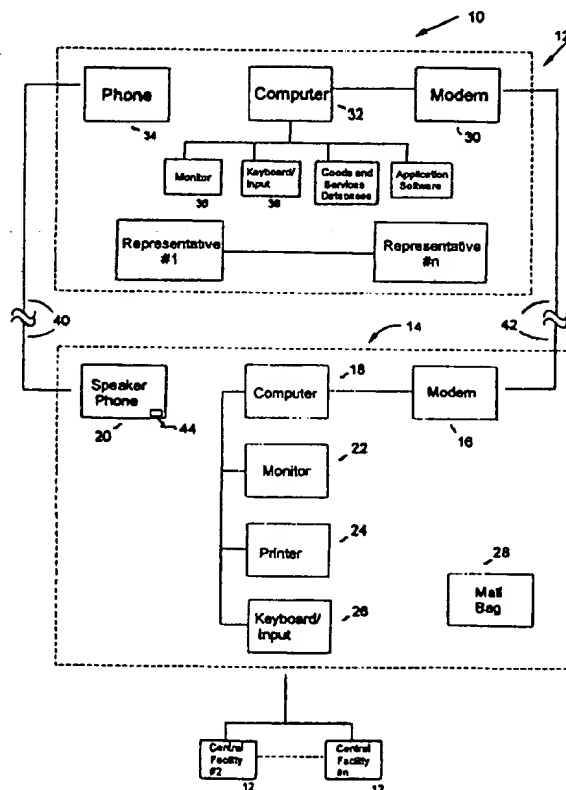 10
12
Phone
34
Computer
32
Modem
30
Monitor
36
Keyboard/
Input
38
Goods and
Services
Databases
Application
Software
Representative
#1
Representative
#n
40
42
14
Speaker
Phone
20
44
Computer
18
Modem
16
Monitor
22
Printer
24
Keyboard/
Input
26
Mail
Bag
28
Central
Facility
#2
12
Central
Facility
#n
12